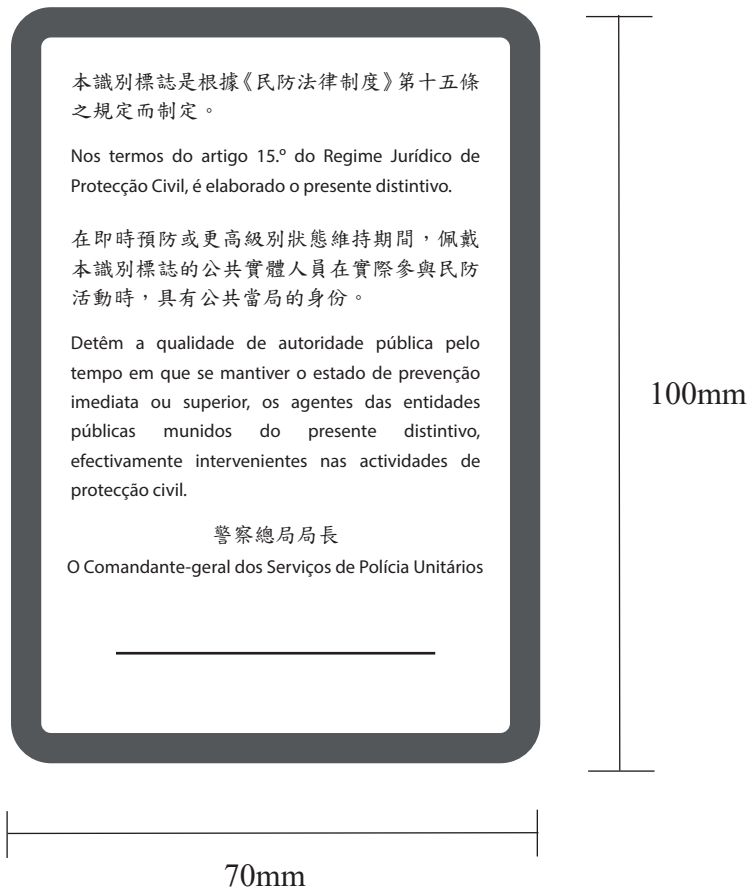 本識別標誌是根據《民防法律制度》第十五條
之規定而制定。
Nos termos do artigo 15.º do Regime Jurídico de
Protecção Civil, é elaborado o presente distintivo.
在即時預防或更高級別狀態維持期間，佩戴
本識別標誌的公共實體人員在實際參與民防
活動時，具有公共當局的身份。
Detêm a qualidade de autoridade pública pelo
tempo em que se mantiver o estado de prevenção
imediata ou superior, os agentes das entidades
públicas munidos do presente distintivo,
efectivamente intervenientes nas actividades de
protecção civil.
警察總局局長
O Comandante-geral dos Serviços de Polícia Unitários
100mm
70mm